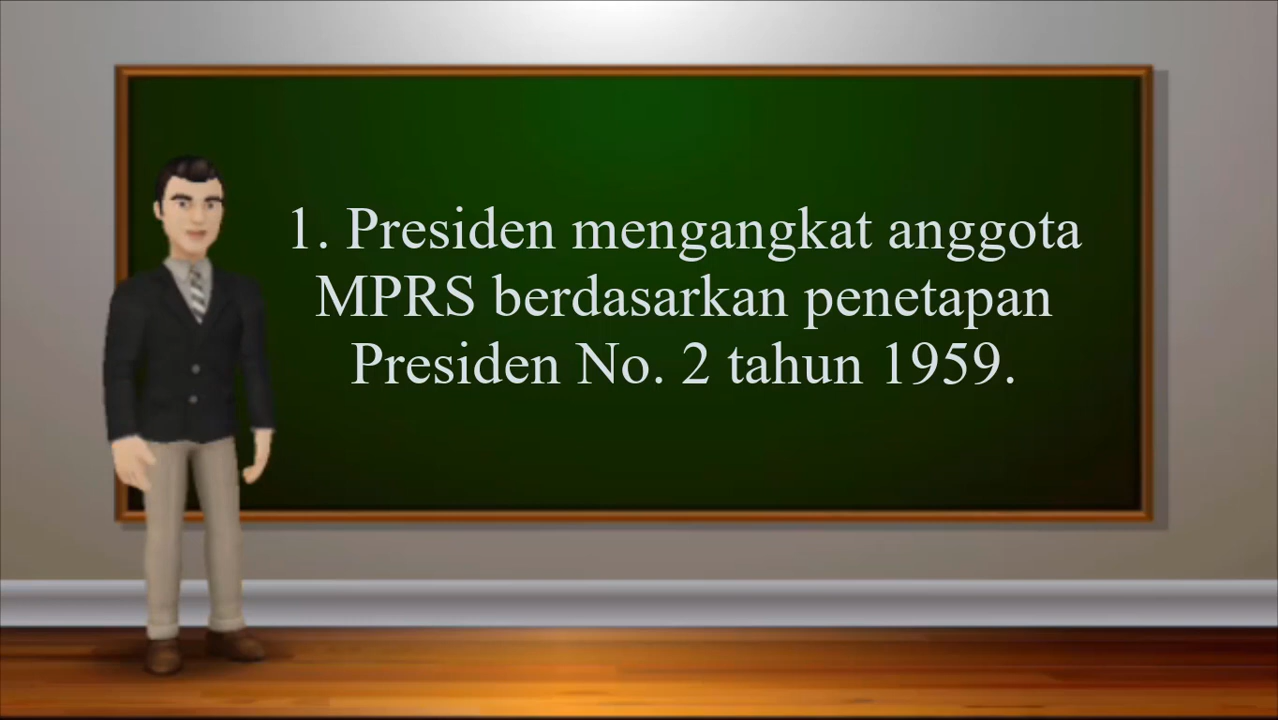 1. Presiden mengangkat anggota
MPRS berdasarkan penetapan
Presiden No. 2 tahun 1959.